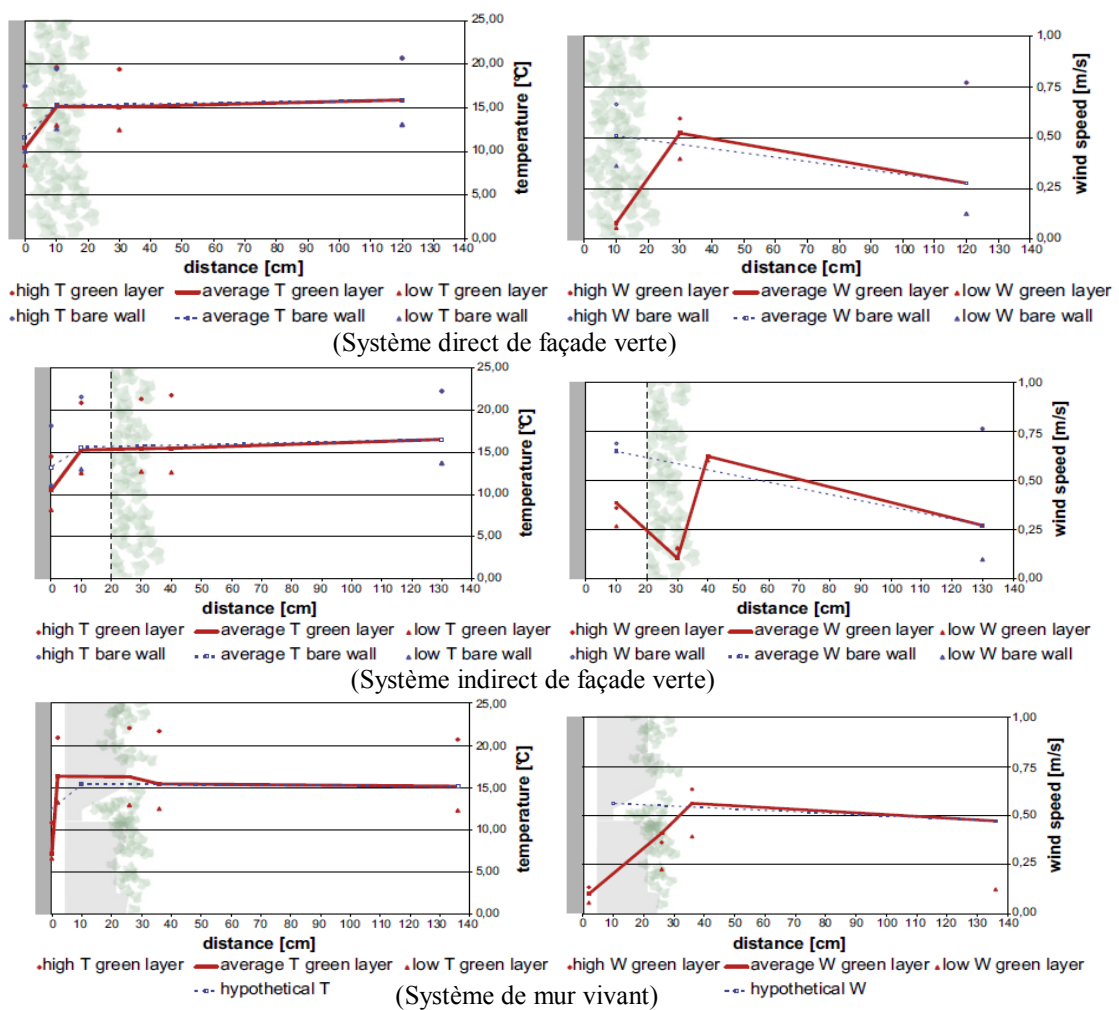 25,00
20,00
15,00
10,00
5,00
0,00
temperature [°C]
0 10 20 30 40 50 60 70 80 90 100 110 120 130 140
distance [cm]
high T green layer average T green layer low T green layer
high T bare wall average T bare wall low T bare wall
1,00
0,75
0,50
0,25
0,00
wind speed [m/s]
0 10 20 30 40 50 60 70 80 90 100 110 120 130 140
distance [cm]
high W green layer average W green layer low W green layer
high W bare wall average W bare wall low W bare wall
(Système direct de façade verte)
25,00
20,00
15,00
10,00
5,00
0,00
temperature [°C]
0 10 20 30 40 50 60 70 80 90 100 110 120 130 140
distance [cm]
high T green layer average T green layer low T green layer
high T bare wall average T bare wall low T bare wall
1,00
0,75
0,50
0,25
0,00
wind speed [m/s]
0 10 20 30 40 50 60 70 80 90 100 110 120 130 140
distance [cm]
high W green layer average W green layer low W green layer
high W bare wall average W bare wall low W bare wall
(Système indirect de façade verte)
25,00
20,00
15,00
10,00
5,00
0,00
temperature [°C]
0 10 20 30 40 50 60 70 80 90 100 110 120 130 140
distance [cm]
high T green layer average T green layer low T green layer
hypothetical T
1,00
0,75
0,50
0,25
0,00
wind speed [m/s]
0 10 20 30 40 50 60 70 80 90 100 110 120 130 140
distance [cm]
high W green layer average W green layer low W green layer
hypothetical W
(Système de mur vivant)